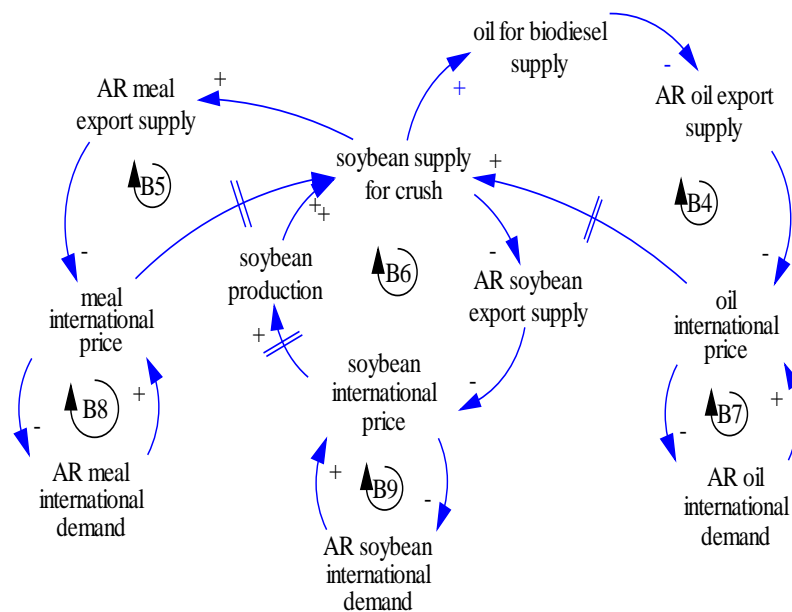 oil for biodiesel
supply
+
+
-
AR meal
export supply
AR oil export
supply
soybean supply
for crush
+
B5
B4
+
+
-
B6
soybean
production
AR soybean
export supply
-
-
meal
international
price
oil
international
price
+
soybean
international
price
-
B8
+
-
B7
+
-
AR meal
international
demand
+
B9
-
AR oil
international
demand
AR soybean
international
demand